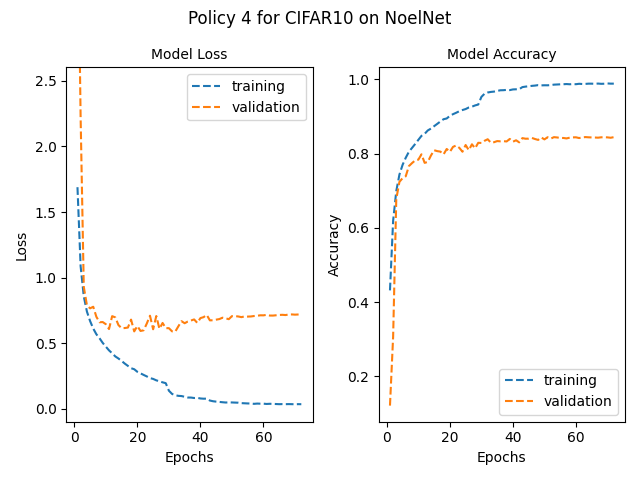 Policy 4 for CIFAR10 on NoelNet
Model Loss
training
validation
2.5
2.0
1.5
1.0
0.5
0.0
Loss
0
20
40
60
Epochs
Model Accuracy
1.0
0.8
0.6
0.4
0.2
Accuracy
training
validation
0
20
40
60
Epochs